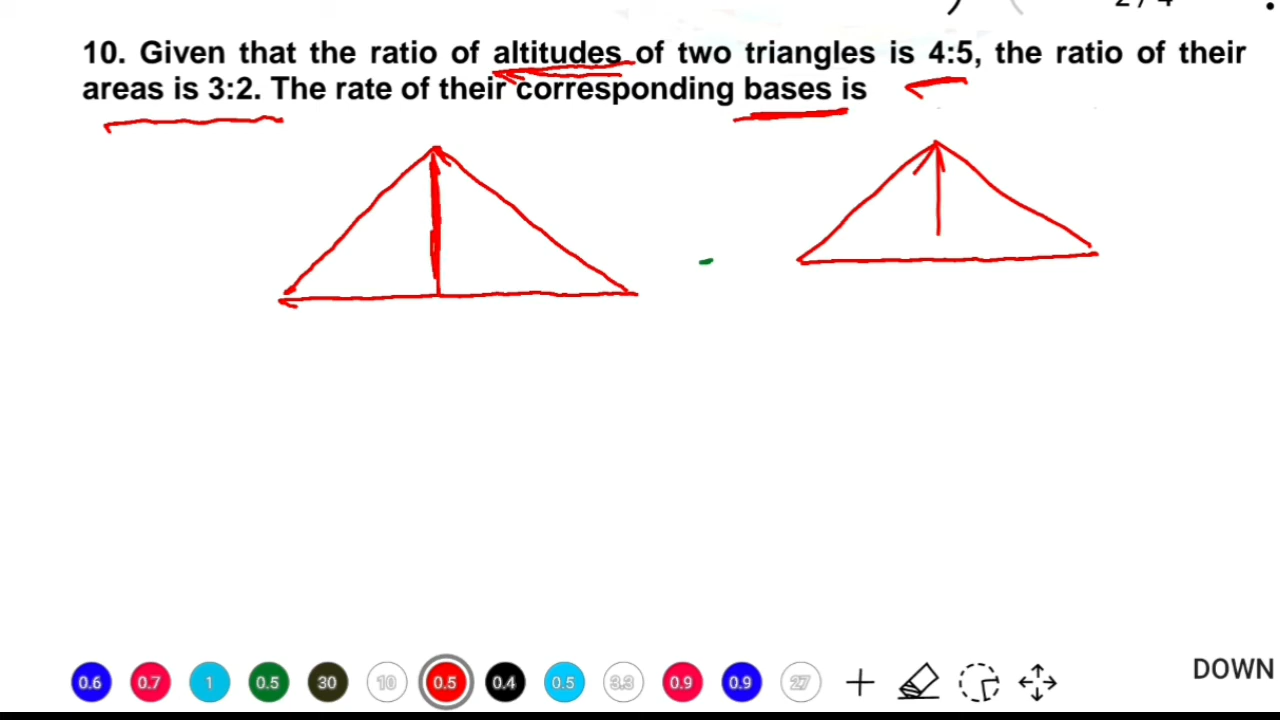 10. Given that the ratio of altitudes of two triangles is 4:5, the ratio of their
areas is 3:2. The rate of their corresponding bases is
0.6 0.7 1 0.5 30 10 0.5 0.4 0.5 3.3 0.9 0.9 27
DOWN